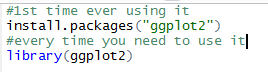 #1st time ever using it
install.packages("ggplot2")
#every time you need to use it
library(ggplot2)